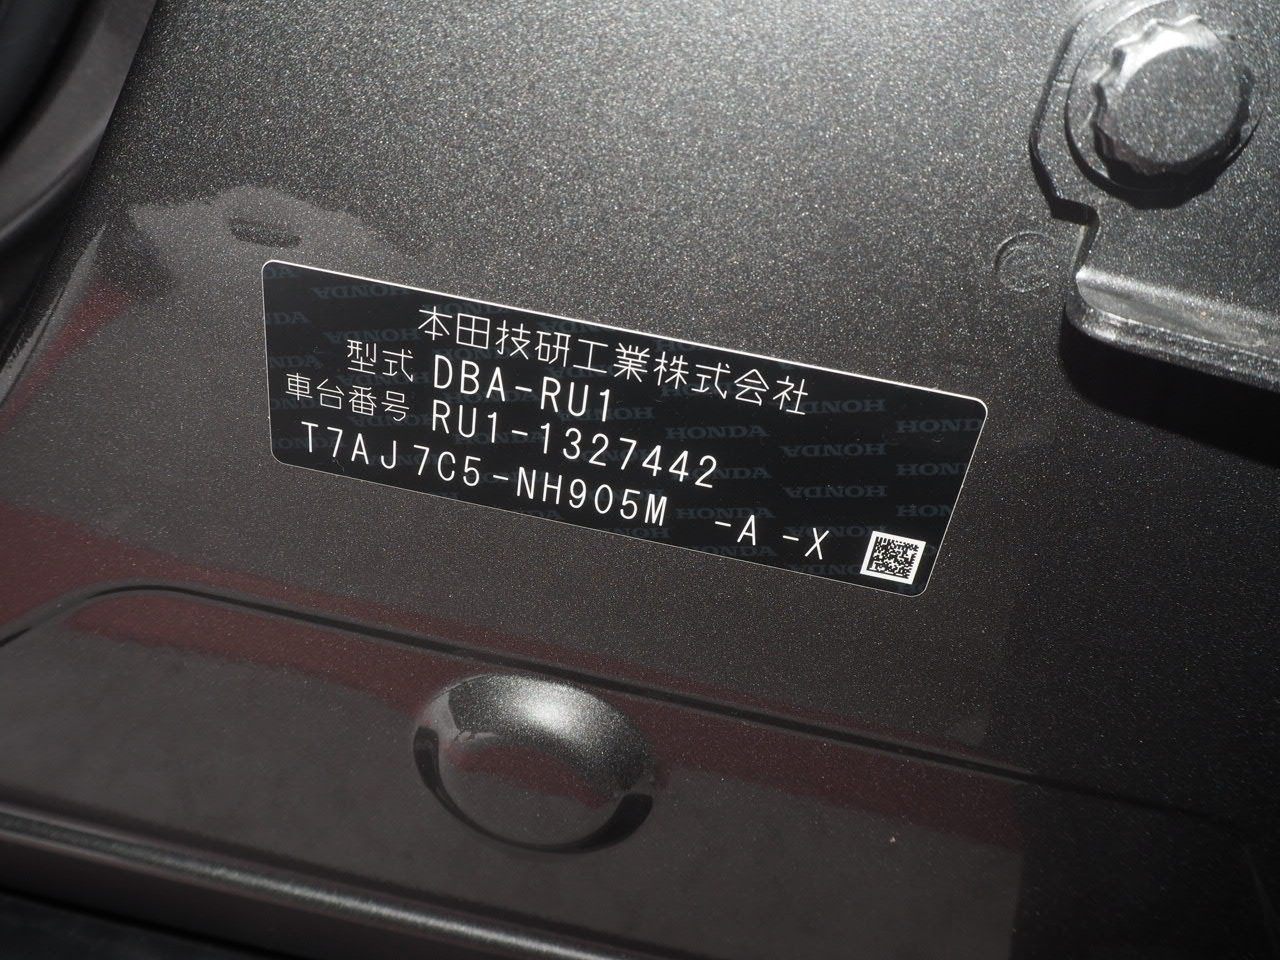 本田技研工業株式会社
型式 DBA-RU1
車台番号 RU1-1327442
T7AJ7C5-NH905M -A -X